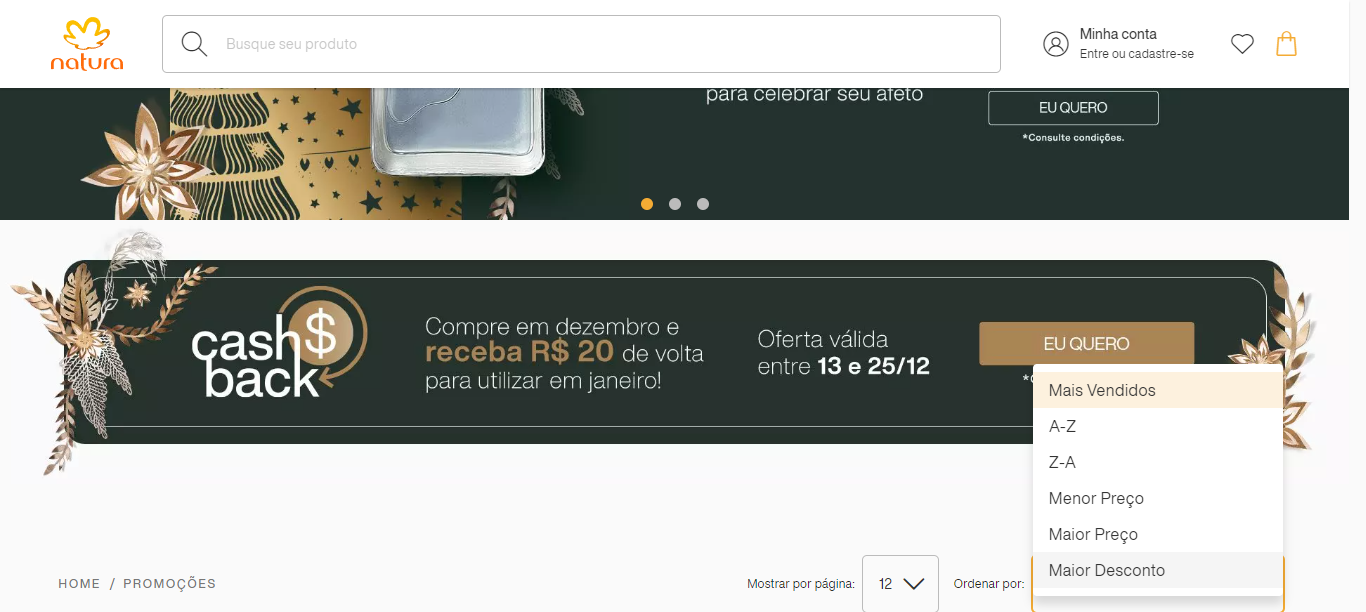 natura
Busque seu produto
Minha conta
Entre ou cadastre-se
para celebrar seu afeto
EU QUERO
*Consulte condições.
cash$
back
Compre em dezembro e
receba R$ 20 de volta
para utilizar em janeiro!
Oferta válida
entre 13 e 25/12
EU QUERO
Mais Vendidos
A-Z
Z-A
Menor Preço
Maior Preço
Maior Desconto
HOME / PROMOÇÕES
Mostrar por página: 12
Ordenar por: